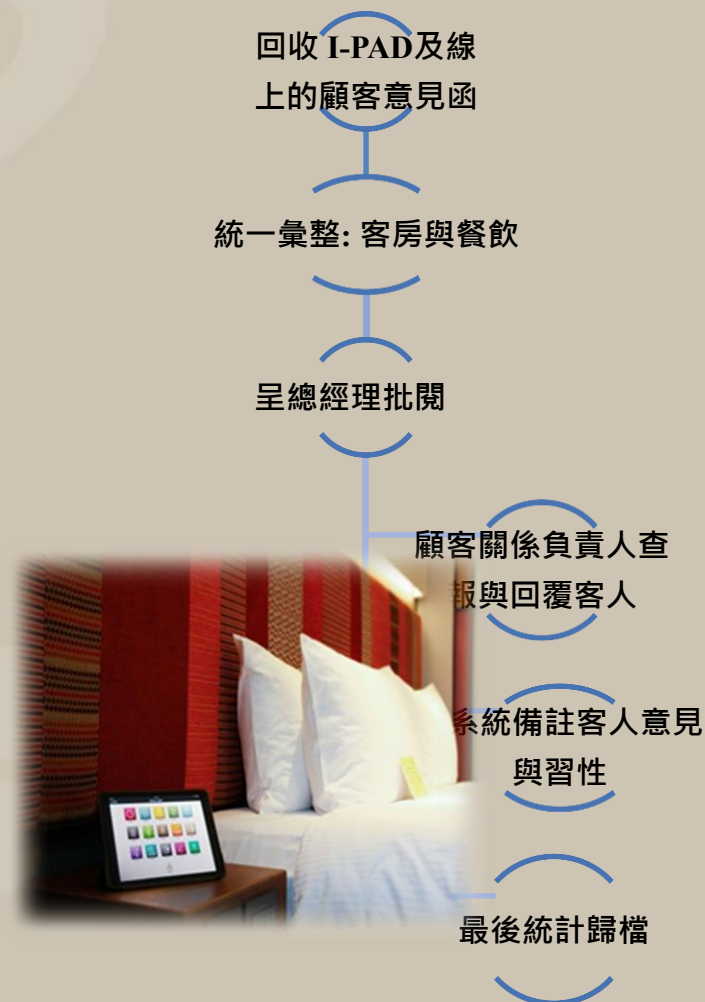 回收 I-PAD及線
上的顧客意見函
統一彙整: 客房與餐飲
呈總經理批閱
顧客關係負責人查
報與回覆客人
系統備註客人意見
與習性
最後統計歸檔